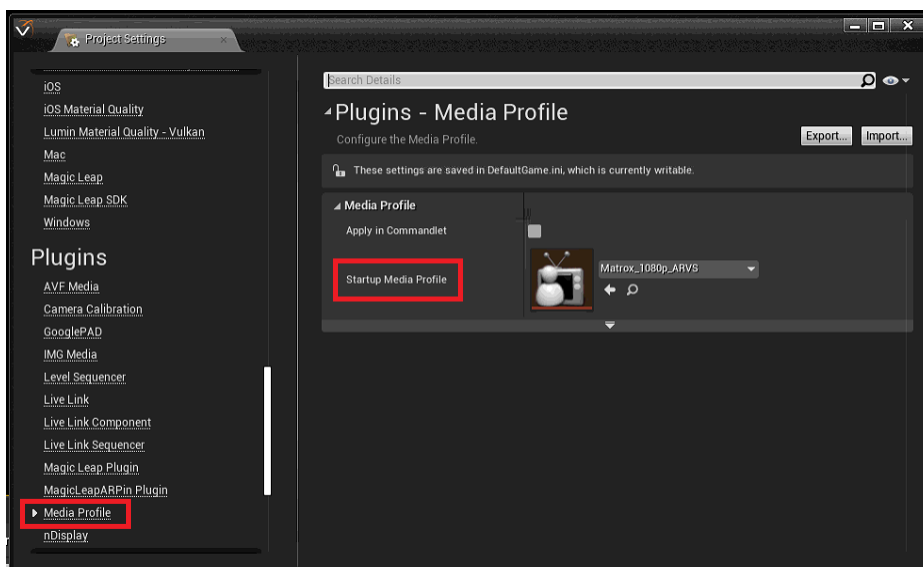 Project Settings
iOS
iOS Material Quality
Lumin Material Quality - Vulkan
Mac
Magic Leap
Magic Leap SDK
Windows
Plugins
AVF Media
Camera Calibration
GooglePAD
IMG Media
Level Sequencer
Live Link
Live Link Component
Live Link Sequencer
Magic Leap Plugin
MagicLeapARPin Plugin
Media Profile
nDisplay
Search Details
Plugins - Media Profile
Configure the Media Profile.
Export... Import...
These settings are saved in DefaultGame.ini, which is currently writable.
Media Profile
Apply in Commandlet
Startup Media Profile
Matrox_1080p_ARVS